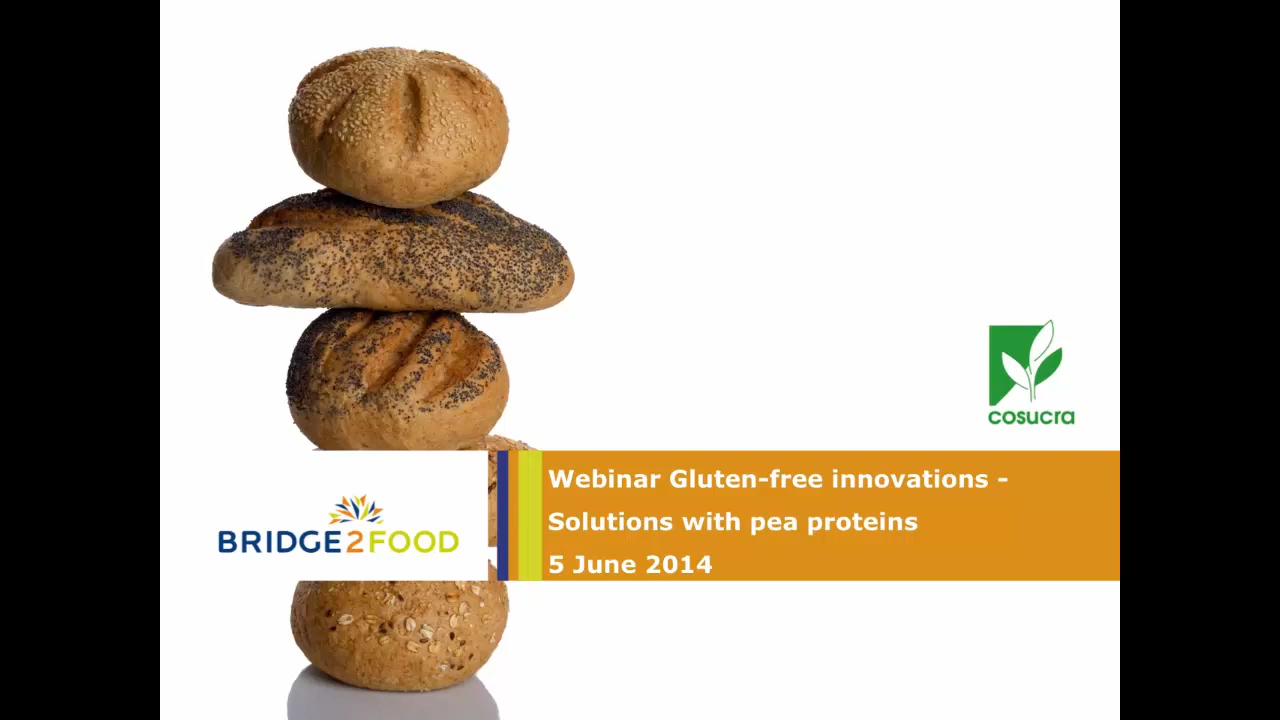 cosucra
BRIDGE2FOOD
Webinar Gluten-free innovations -
Solutions with pea proteins
5 June 2014